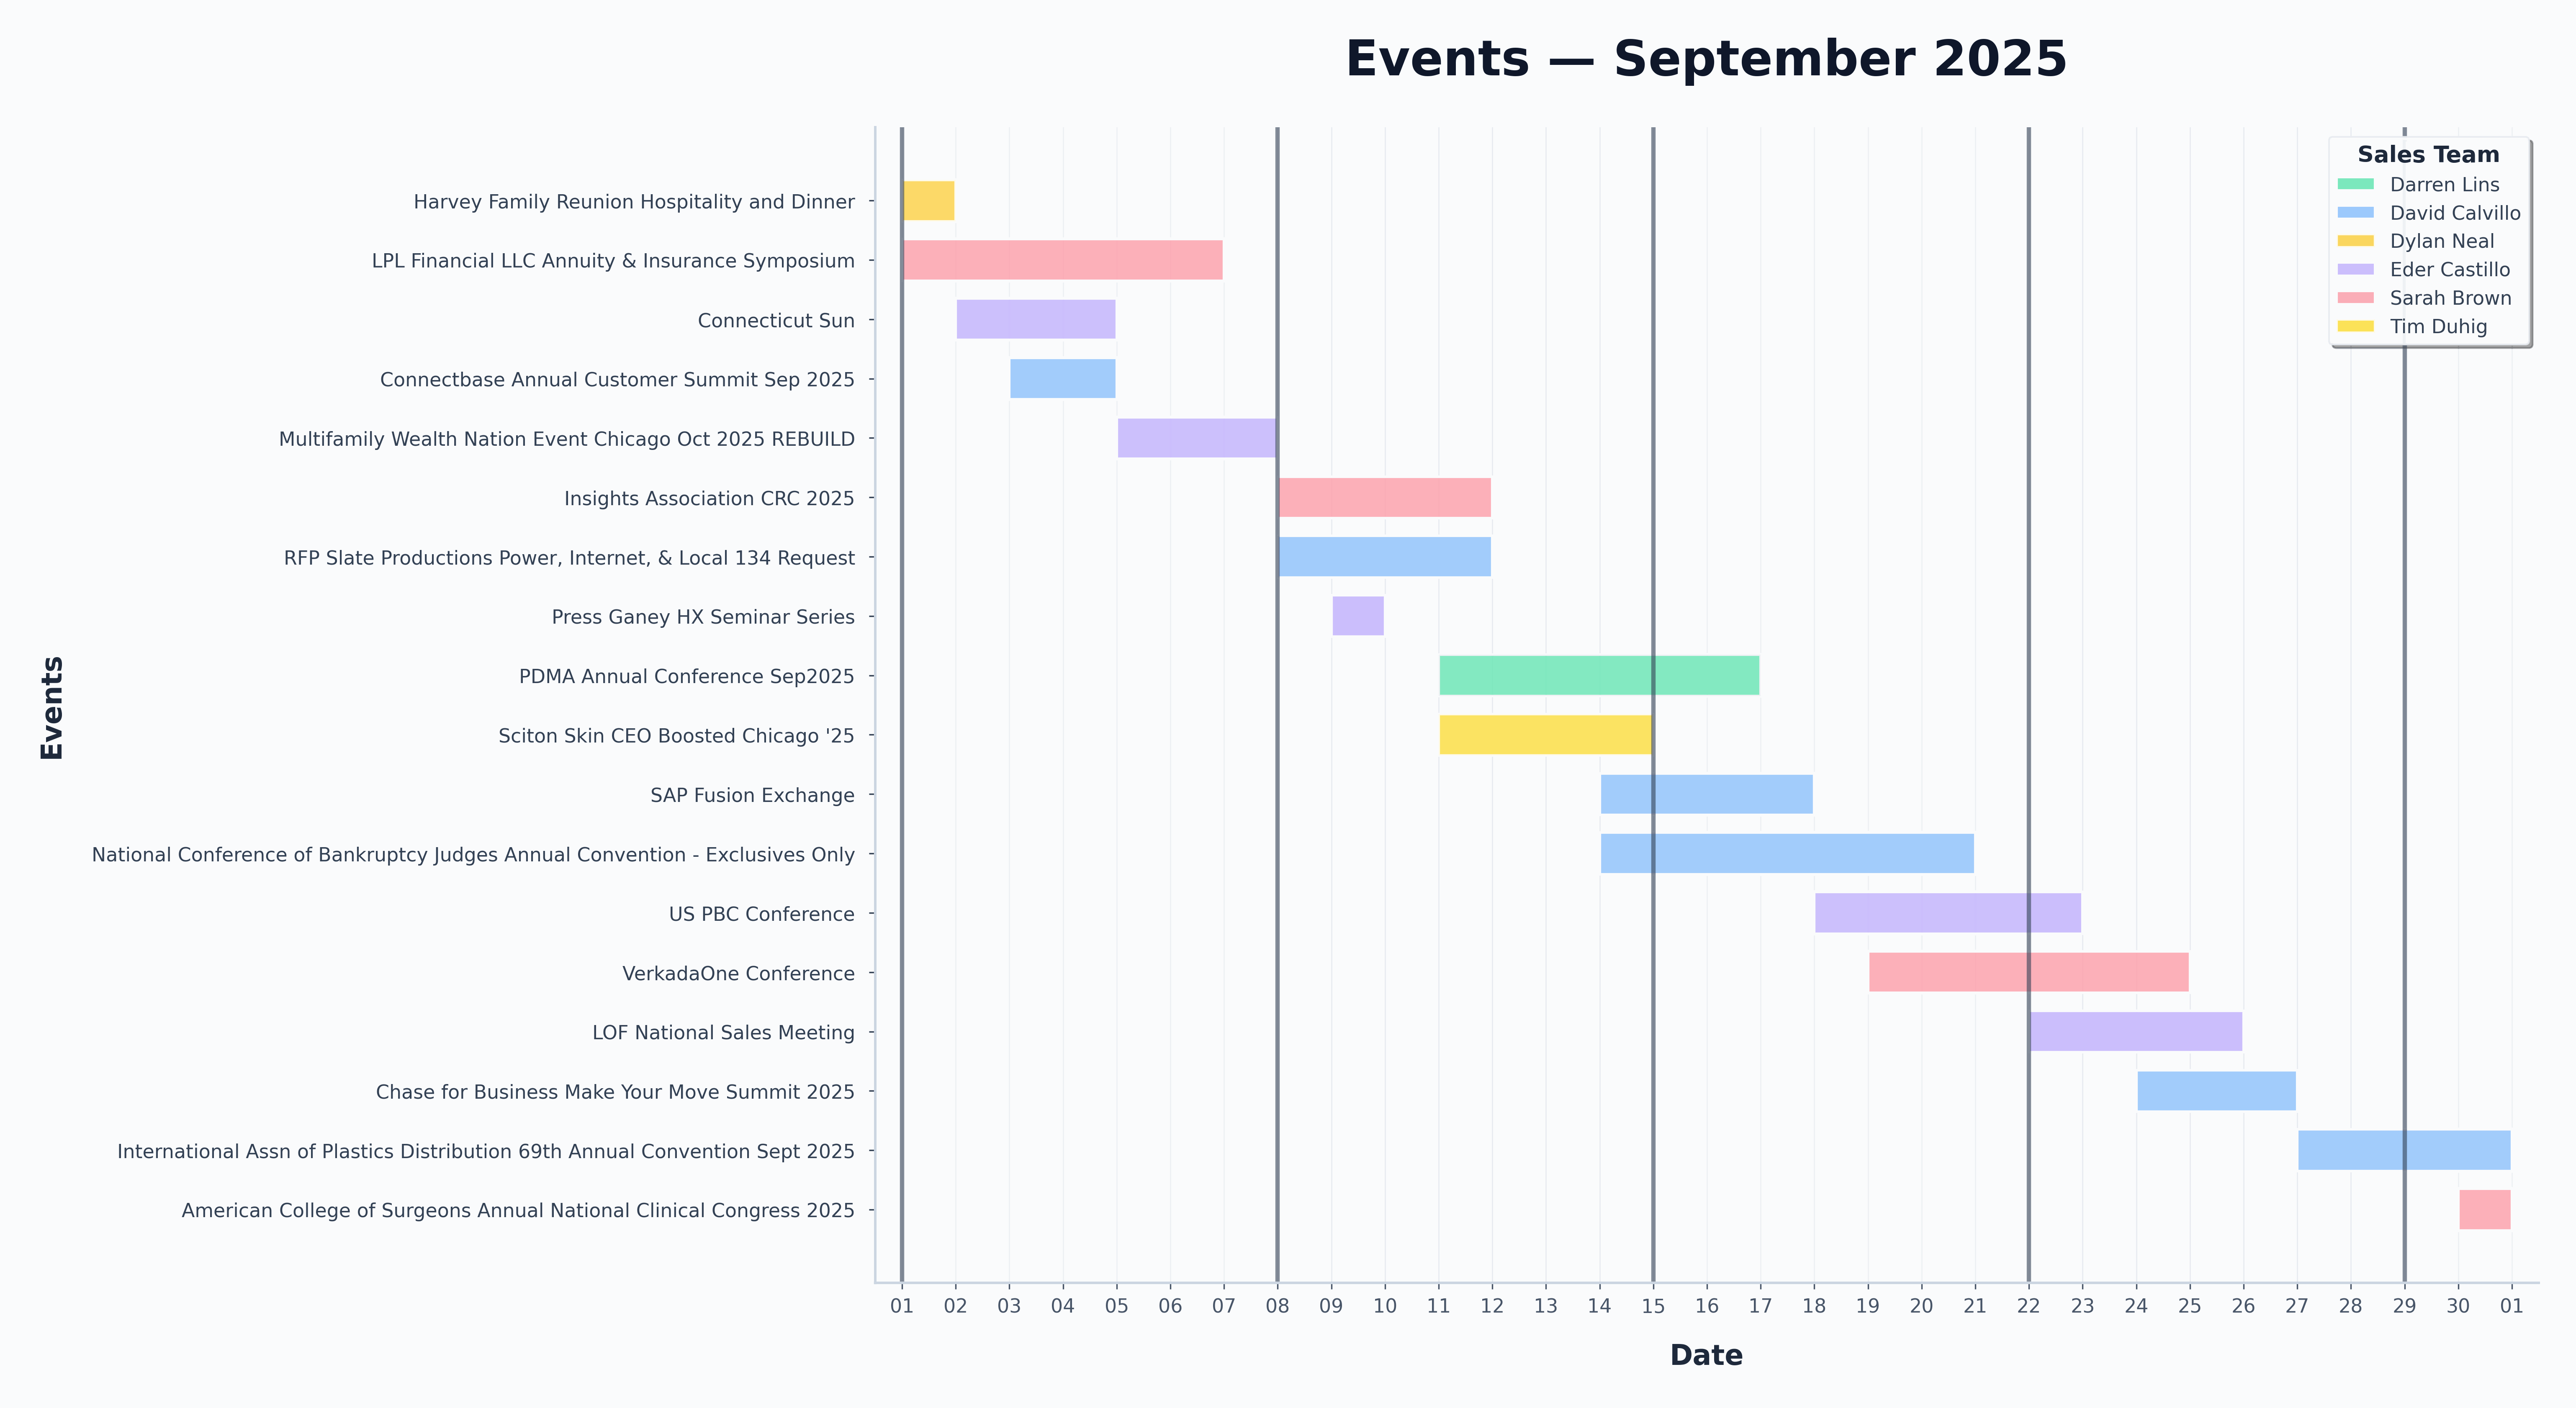 Events — September 2025
Sales Team
Darren Lins
David Calvillo
Dylan Neal
Eder Castillo
Sarah Brown
Tim Duhig
Events
Harvey Family Reunion Hospitality and Dinner
LPL Financial LLC Annuity & Insurance Symposium
Connecticut Sun
Connectbase Annual Customer Summit Sep 2025
Multifamily Wealth Nation Event Chicago Oct 2025 REBUILD
Insights Association CRC 2025
RFP Slate Productions Power, Internet, & Local 134 Request
Press Ganey HX Seminar Series
PDMA Annual Conference Sep2025
Sciton Skin CEO Boosted Chicago '25
SAP Fusion Exchange
National Conference of Bankruptcy Judges Annual Convention - Exclusives Only
US PBC Conference
VerkadaOne Conference
LOF National Sales Meeting
Chase for Business Make Your Move Summit 2025
International Assn of Plastics Distribution 69th Annual Convention Sept 2025
American College of Surgeons Annual National Clinical Congress 2025
01 02 03 04 05 06 07 08 09 10 11 12 13 14 15 16 17 18 19 20 21 22 23 24 25 26 27 28 29 30 01
Date